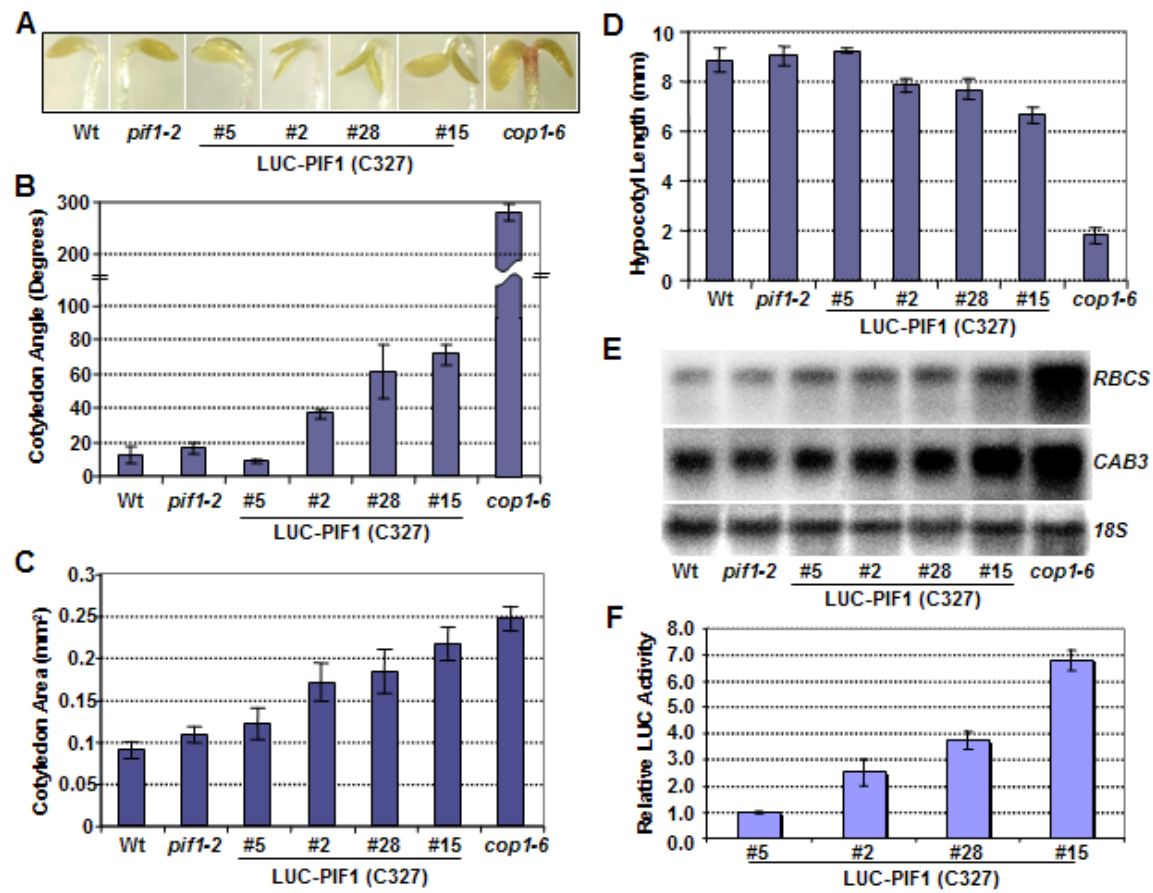 A
Wt pif1-2 #5 #2 #28 #15 cop1-6
LUC-PIF1 (C327)
B
Cotyledon Angle (Degrees)
300
200
100
80
60
40
20
0
Wt pif1-2 #5 #2 #28 #15 cop1-6
LUC-PIF1 (C327)
C
Cotyledon Area (mm²)
0.3
0.25
0.2
0.15
0.1
0.05
0
Wt pif1-2 #5 #2 #28 #15 cop1-6
LUC-PIF1 (C327)
D
Hypocotyl Length (mm)
10
8
6
4
2
0
Wt pif1-2 #5 #2 #28 #15 cop1-6
LUC-PIF1 (C327)
E
RBCS
CAB3
18S
Wt pif1-2 #5 #2 #28 #15 cop1-6
LUC-PIF1 (C327)
F
Relative LUC Activity
8.0
7.0
6.0
5.0
4.0
3.0
2.0
1.0
0.0
#5 #2 #28 #15
LUC-PIF1 (C327)